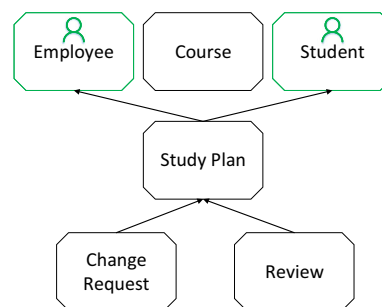 Employee
Course
Student
Study Plan
Change
Request
Review